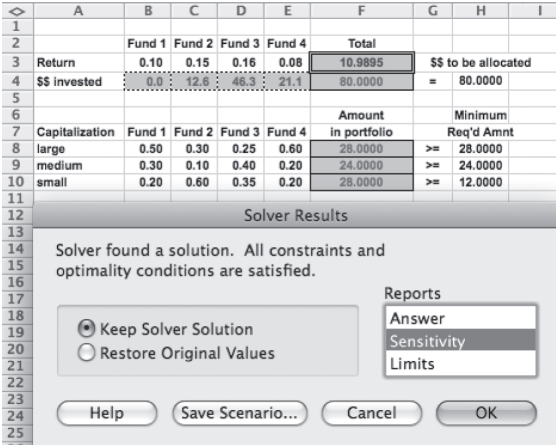 A B C D E F G H I
1
2 Fund 1 Fund 2 Fund 3 Fund 4 Total
3 Return 0.10 0.15 0.16 0.08 10.9895 $$ to be allocated
4 $$ invested 0.0 12.6 46.3 21.1 80.0000 = 80.0000
5
6 Amount Minimum
7 Capitalization Fund 1 Fund 2 Fund 3 Fund 4 in portfolio Req'd Amnt
8 large 0.50 0.30 0.25 0.60 28.0000 >= 28.0000
9 medium 0.30 0.10 0.40 0.20 24.0000 >= 24.0000
10 small 0.20 0.60 0.35 0.20 28.0000 >= 12.0000
11
12 Solver Results
13
14 Solver found a solution. All constraints and
15 optimality conditions are satisfied.
16
17 Reports
18 Keep Solver Solution Answer
19 Sensitivity
20 Restore Original Values
21 Limits
22
23
24 Help Save Scenario... Cancel OK
25